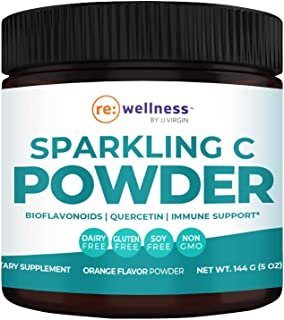 re:wellness™
BY JJ VIRGIN
SPARKLING C
POWDER
BIOFLAVONOIDS | QUERCETIN | IMMUNE SUPPORT*
DAIRY FREE
GLUTEN FREE
SOY FREE
NON GMO
TARY SUPPLEMENT
ORANGE FLAVOR POWDER
NET WT. 144 G (5 OZ)